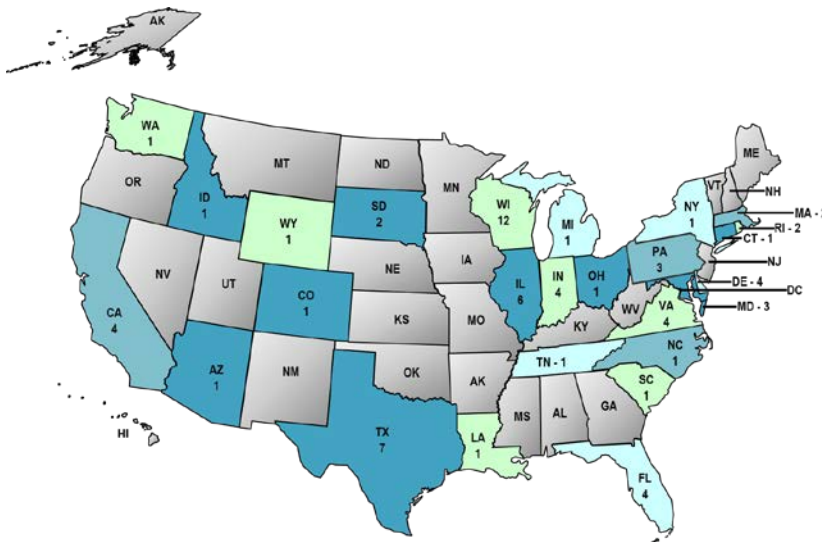 AK
WA
1
MT
ND
MN
ME
VT
NH
OR
ID
1
SD
2
WI
12
NY
1
MA -
RI - 2
CT - 1
WY
1
MI
1
PA
3
NJ
IA
NE
NV
UT
CO
1
IL
6
IN
4
OH
1
DE - 4
DC
MD - 3
WV
VA
4
CA
4
KS
MO
KY
NC
1
TN - 1
AZ
1
NM
OK
AK
SC
1
MS
AL
GA
HI
TX
7
LA
1
FL
4